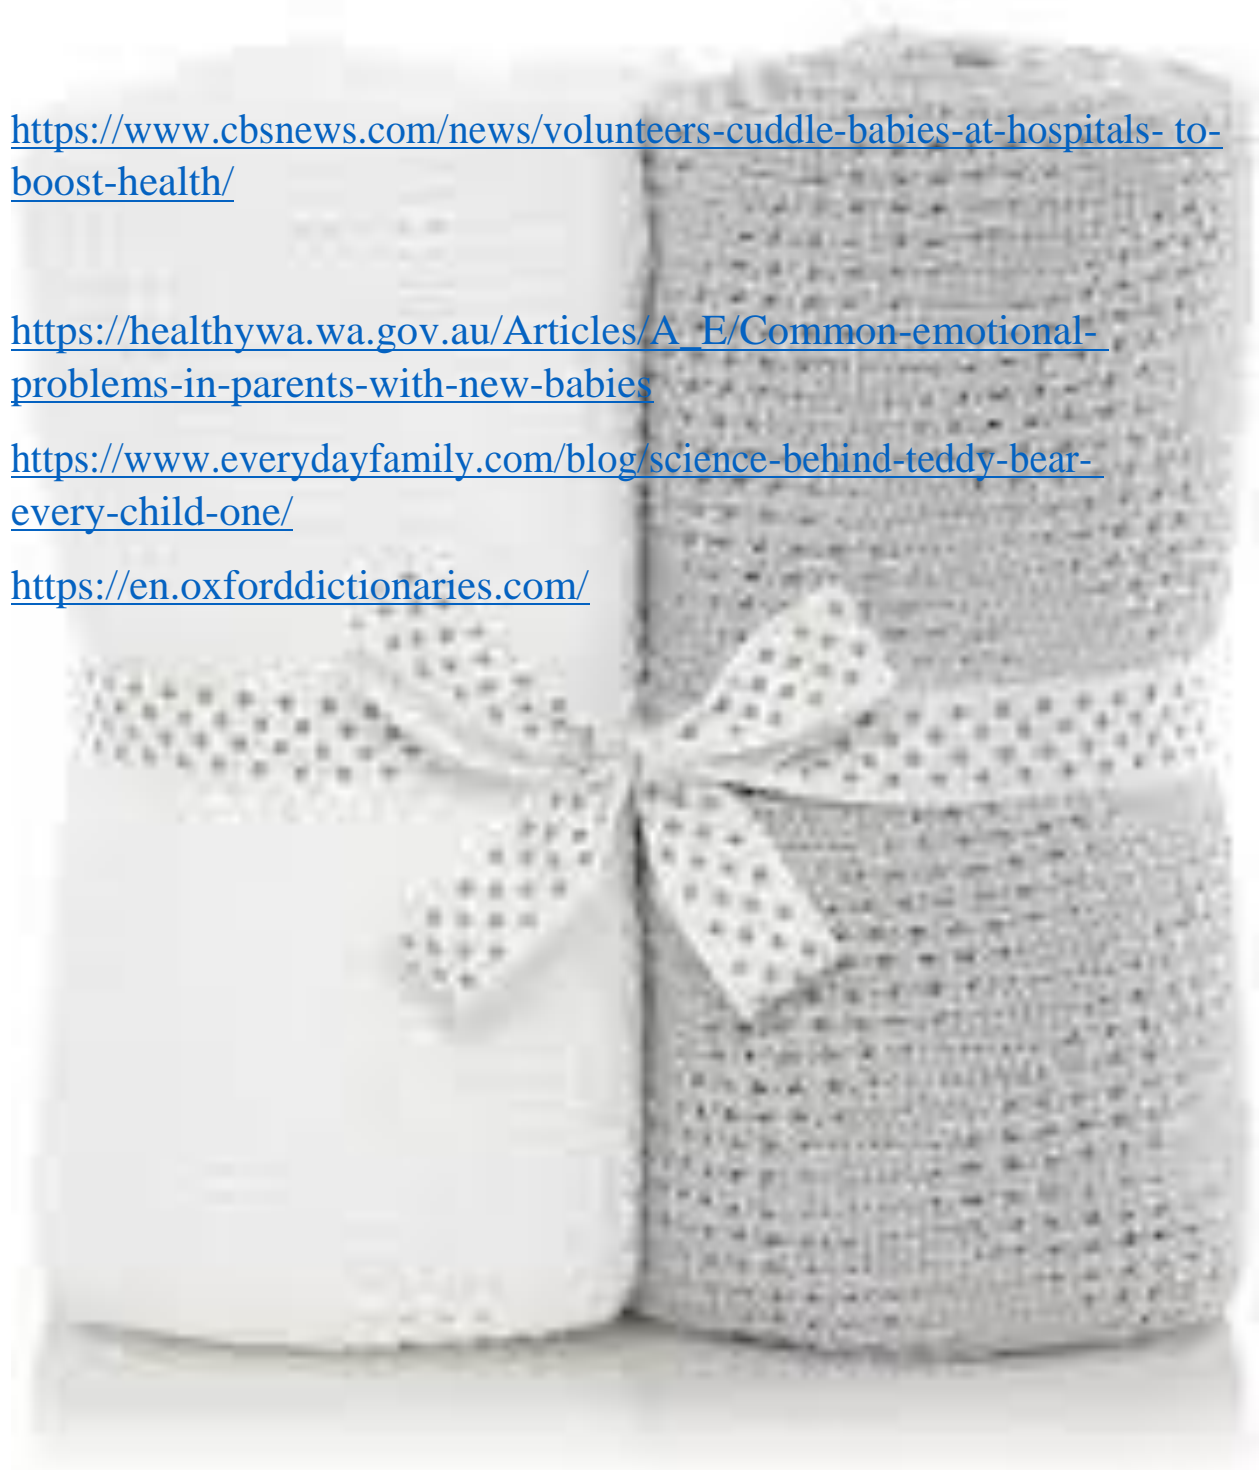 https://www.cbsnews.com/news/volunteers-cuddle-babies-at-hospitals- to-
boost-health/
https://healthywa.wa.gov.au/Articles/A_E/Common-emotional-
problems-in-parents-with-new-babies
https://www.everydayfamily.com/blog/science-behind-teddy-bear-
every-child-one/
https://en.oxforddictionaries.com/